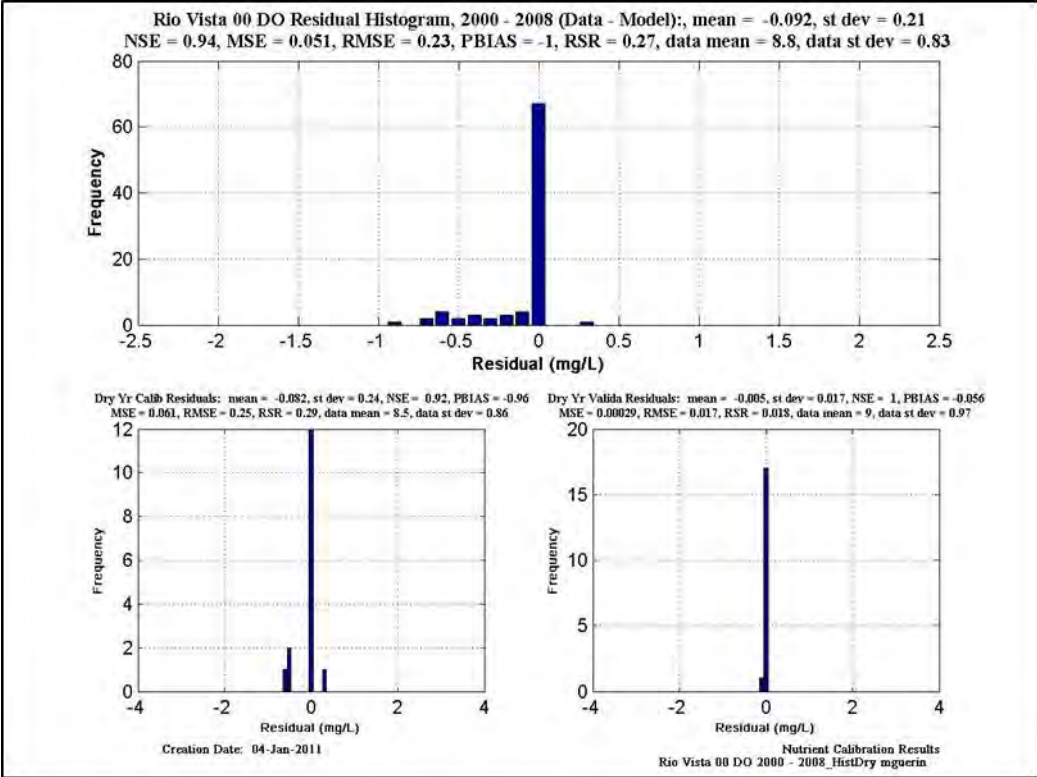 Rio Vista 00 DO Residual Histogram, 2000 - 2008 (Data - Model):, mean = -0.092, st dev = 0.21
NSE = 0.94, MSE = 0.051, RMSE = 0.23, PBIAS = -1, RSR = 0.27, data mean = 8.8, data st dev = 0.83
80
60
40
20
0
Frequency
-2.5 -2 -1.5 -1 -0.5 0 0.5 1 1.5 2 2.5
Residual (mg/L)
Dry Yr Calib Residuals: mean = -0.082, st dev = 0.24, NSE = 0.92, PBIAS = -0.96
MSE = 0.061, RMSE = 0.25, RSR = 0.29, data mean = 8.5, data st dev = 0.86
12
10
8
6
4
2
0
Frequency
-4 -2 0 2 4
Residual (mg/L)
Dry Yr Valida Residuals: mean = -0.005, st dev = 0.017, NSE = 1, PBIAS = -0.056
MSE = 0.00029, RMSE = 0.017, RSR = 0.018, data mean = 9, data st dev = 0.97
20
15
10
5
0
Frequency
-4 -2 0 2 4
Residual (mg/L)
Creation Date: 04-Jan-2011
Nutrient Calibration Results
Rio Vista 00 DO 2000 - 2008_HistDry mguerin